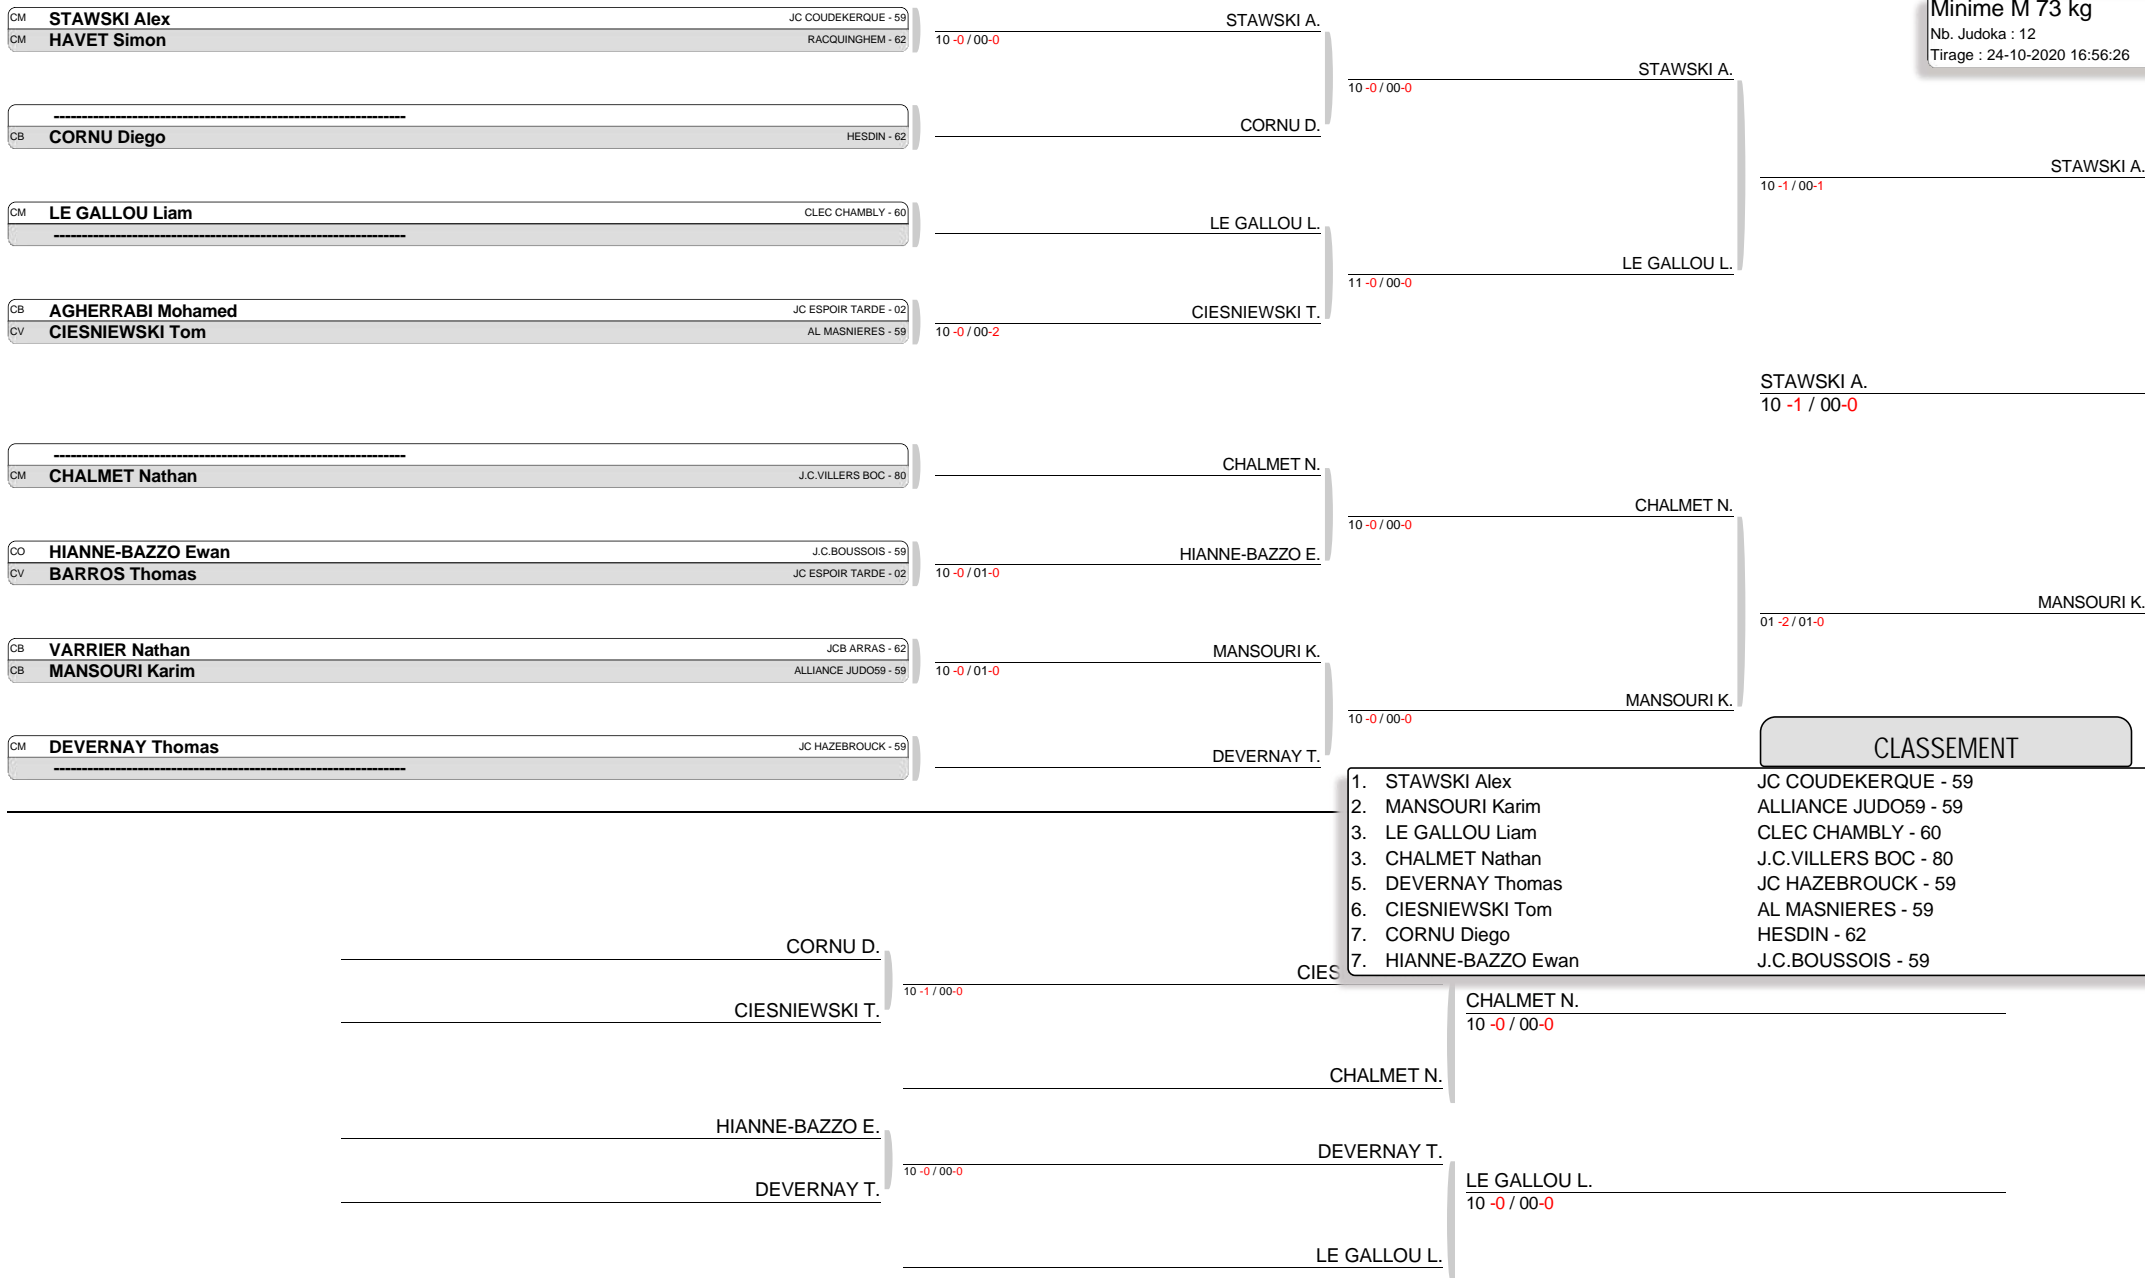 Minime M 73 kg
Nb. Judoka : 12
Tirage : 24-10-2020 16:56:26
CM STAWSKI Alex JC COUDEKERQUE - 59
CM HAVET Simon RACQUINGHEM - 62
------------------------------------------------------------------
CB CORNU Diego HESDIN - 62
CM LE GALLOU Liam CLEC CHAMBLY - 60
------------------------------------------------------------------
CB AGHERRABI Mohamed JC ESPOIR TARDE - 02
CV CIESNIEWSKI Tom AL MASNIERES - 59
------------------------------------------------------------------
CM CHALMET Nathan J.C.VILLERS BOC - 80
CO HIANNE-BAZZO Ewan J.C.BOUSSOIS - 59
CV BARROS Thomas JC ESPOIR TARDE - 02
CB VARRIER Nathan JCB ARRAS - 62
CB MANSOURI Karim ALLIANCE JUDO59 - 59
CM DEVERNAY Thomas JC HAZEBROUCK - 59
------------------------------------------------------------------
STAWSKI A.
10 -0 / 00-0
CORNU D.
LE GALLOU L.
CIESNIEWSKI T.
10 -0 / 00-2
CHALMET N.
HIANNE-BAZZO E.
10 -0 / 01-0
MANSOURI K.
10 -0 / 01-0
DEVERNAY T.
STAWSKI A.
10 -0 / 00-0
LE GALLOU L.
11 -0 / 00-0
CHALMET N.
10 -0 / 00-0
MANSOURI K.
10 -0 / 00-0
STAWSKI A.
10 -1 / 00-1
STAWSKI A.
10 -1 / 00-0
MANSOURI K.
01 -2 / 01-0
CLASSEMENT
1. STAWSKI Alex JC COUDEKERQUE - 59
2. MANSOURI Karim ALLIANCE JUDO59 - 59
3. LE GALLOU Liam CLEC CHAMBLY - 60
3. CHALMET Nathan J.C.VILLERS BOC - 80
5. DEVERNAY Thomas JC HAZEBROUCK - 59
6. CIESNIEWSKI Tom AL MASNIERES - 59
7. CORNU Diego HESDIN - 62
7. HIANNE-BAZZO Ewan J.C.BOUSSOIS - 59
CORNU D.
CIESNIEWSKI T.
HIANNE-BAZZO E.
DEVERNAY T.
CIES
10 -1 / 00-0
CHALMET N.
DEVERNAY T.
10 -0 / 00-0
LE GALLOU L.
CHALMET N.
10 -0 / 00-0
LE GALLOU L.
10 -0 / 00-0